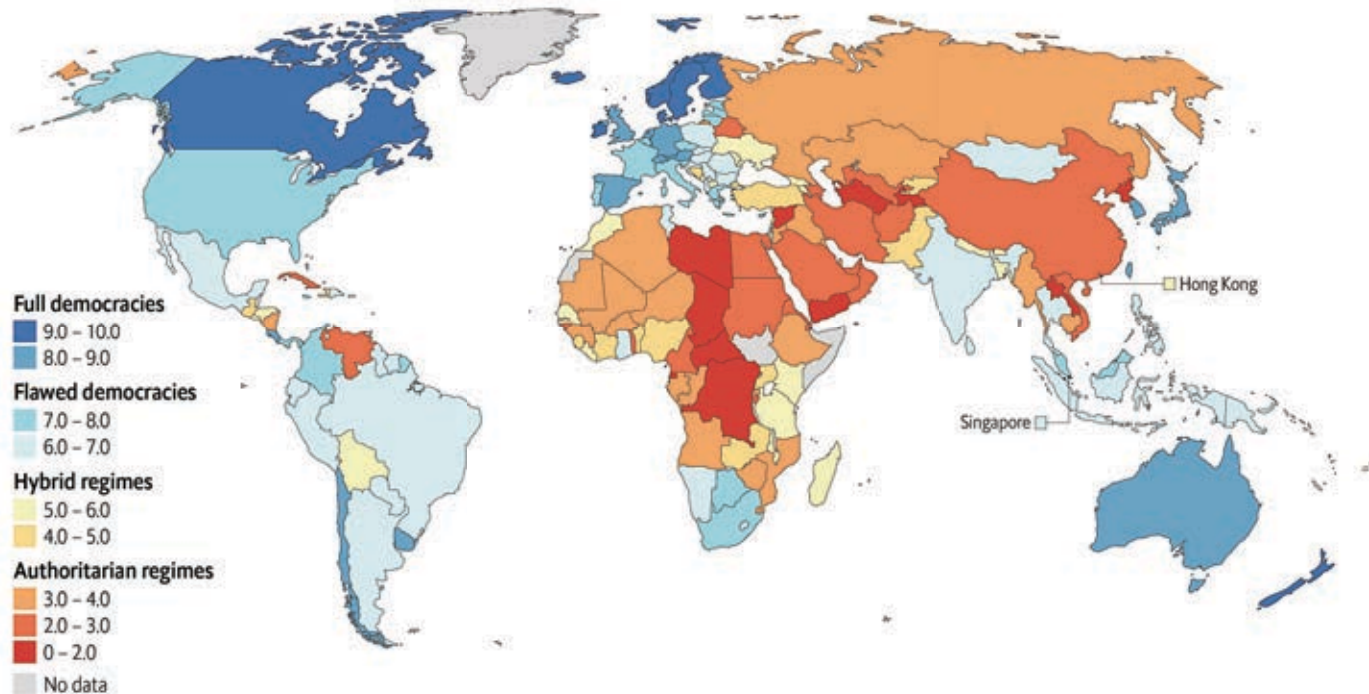 Full democracies
9.0 – 10.0
8.0 – 9.0
Flawed democracies
7.0 – 8.0
6.0 – 7.0
Hybrid regimes
5.0 – 6.0
4.0 – 5.0
Authoritarian regimes
3.0 – 4.0
2.0 – 3.0
0 – 2.0
No data
Hong Kong
Singapore